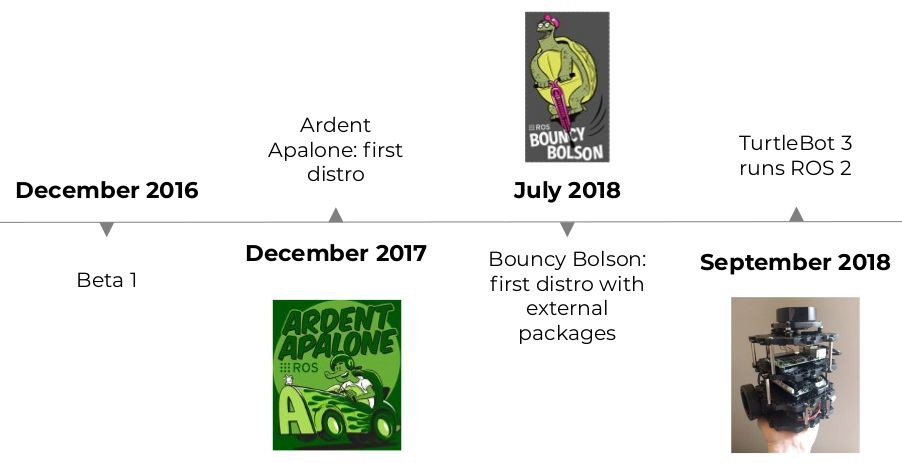 December 2016
Beta 1
Ardent
Apalone: first
distro
December 2017
ARDENT
APALONE
ROS
A
ROS
BOUNCY
BOLSON
July 2018
Bouncy Bolson:
first distro with
external
packages
TurtleBot 3
runs ROS 2
September 2018